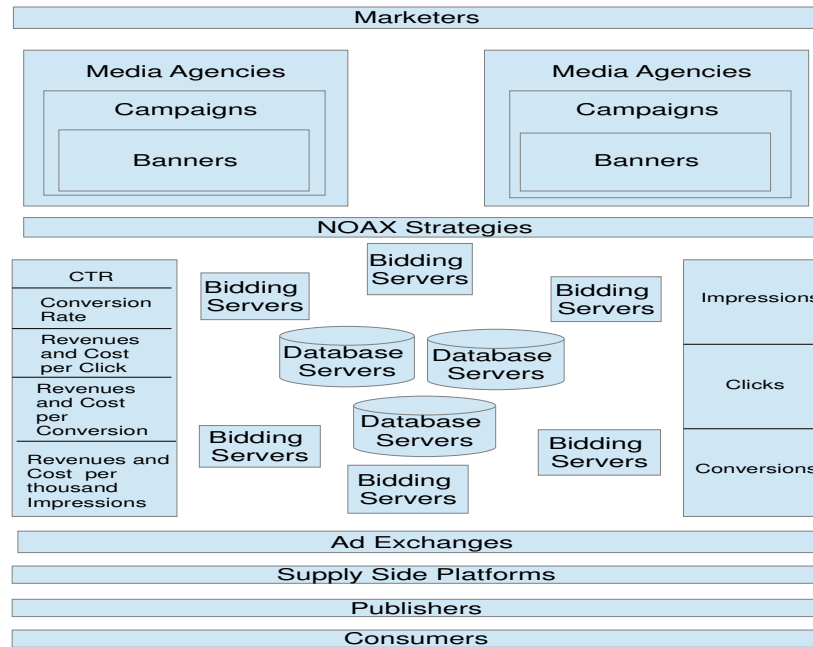 Marketers
Media Agencies
Campaigns
Banners
Media Agencies
Campaigns
Banners
NOAX Strategies
CTR
Conversion
Rate
Revenues
and Cost
per Click
Revenues
and Cost
per
Conversion
Revenues and
Cost per
thousand
Impressions
Bidding
Servers
Bidding
Servers
Bidding
Servers
Database
Servers
Database
Servers
Database
Servers
Bidding
Servers
Bidding
Servers
Bidding
Servers
Impressions
Clicks
Conversions
Ad Exchanges
Supply Side Platforms
Publishers
Consumers